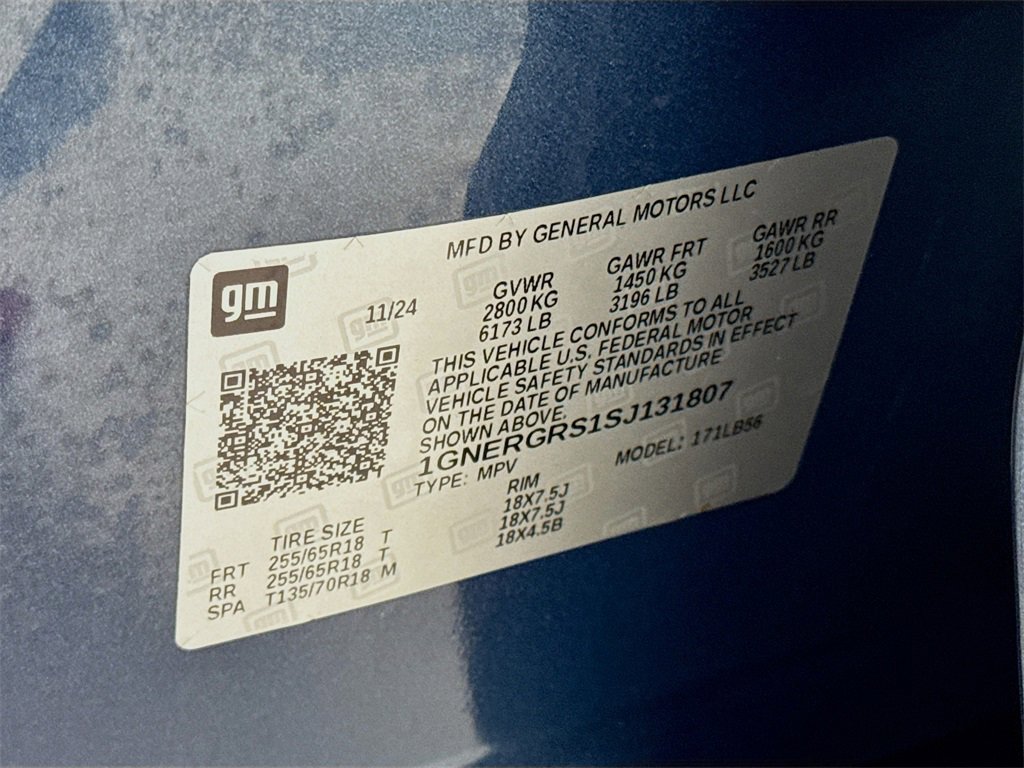 MFD BY GENERAL MOTORS LLC
gm
11/24
GVWR GAWR FRT GAWR RR
2800 KG 1450 KG 1600 KG
6173 LB 3196 LB 3527 LB
THIS VEHICLE CONFORMS TO ALL
APPLICABLE U.S. FEDERAL MOTOR
VEHICLE SAFETY STANDARDS IN EFFECT
ON THE DATE OF MANUFACTURE
SHOWN ABOVE.
1GNERGRS1SJ131807
TYPE: MPV MODEL: 171LB56
TIRE SIZE RIM
FRT 255/65R18 T 18X7.5J
RR 255/65R18 T 18X7.5J
SPA T135/70R18 M 18X4.5B